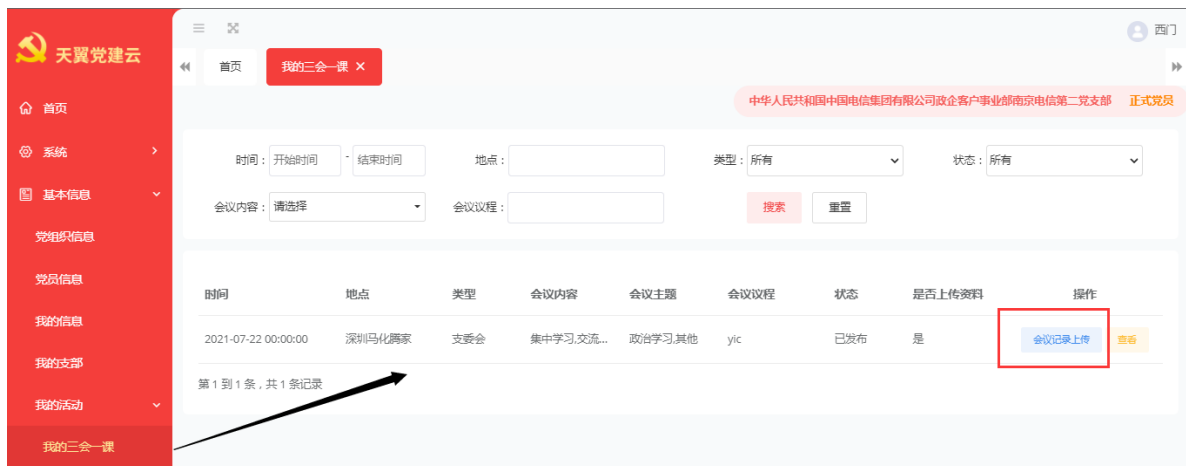 西门
天翼党建云
首页 我的三会一课 ×
中华人民共和国中国电信集团有限公司政企客户事业部南京电信第二党支部 正式党员
首页
系统
基本信息
党组织信息
党员信息
我的信息
我的支部
我的活动
我的三会一课
时间： 开始时间 - 结束时间 地点： 类型： 所有 状态： 所有
会议内容： 请选择 会议议程： 搜索 重置
时间 地点 类型 会议内容 会议主题 会议议程 状态 是否上传资料 操作
2021-07-22 00:00:00 深圳马化腾家 支委会 集中学习,交流... 政治学习,其他 yic 已发布 是 会议记录上传 查看
第 1 到 1 条，共 1 条记录